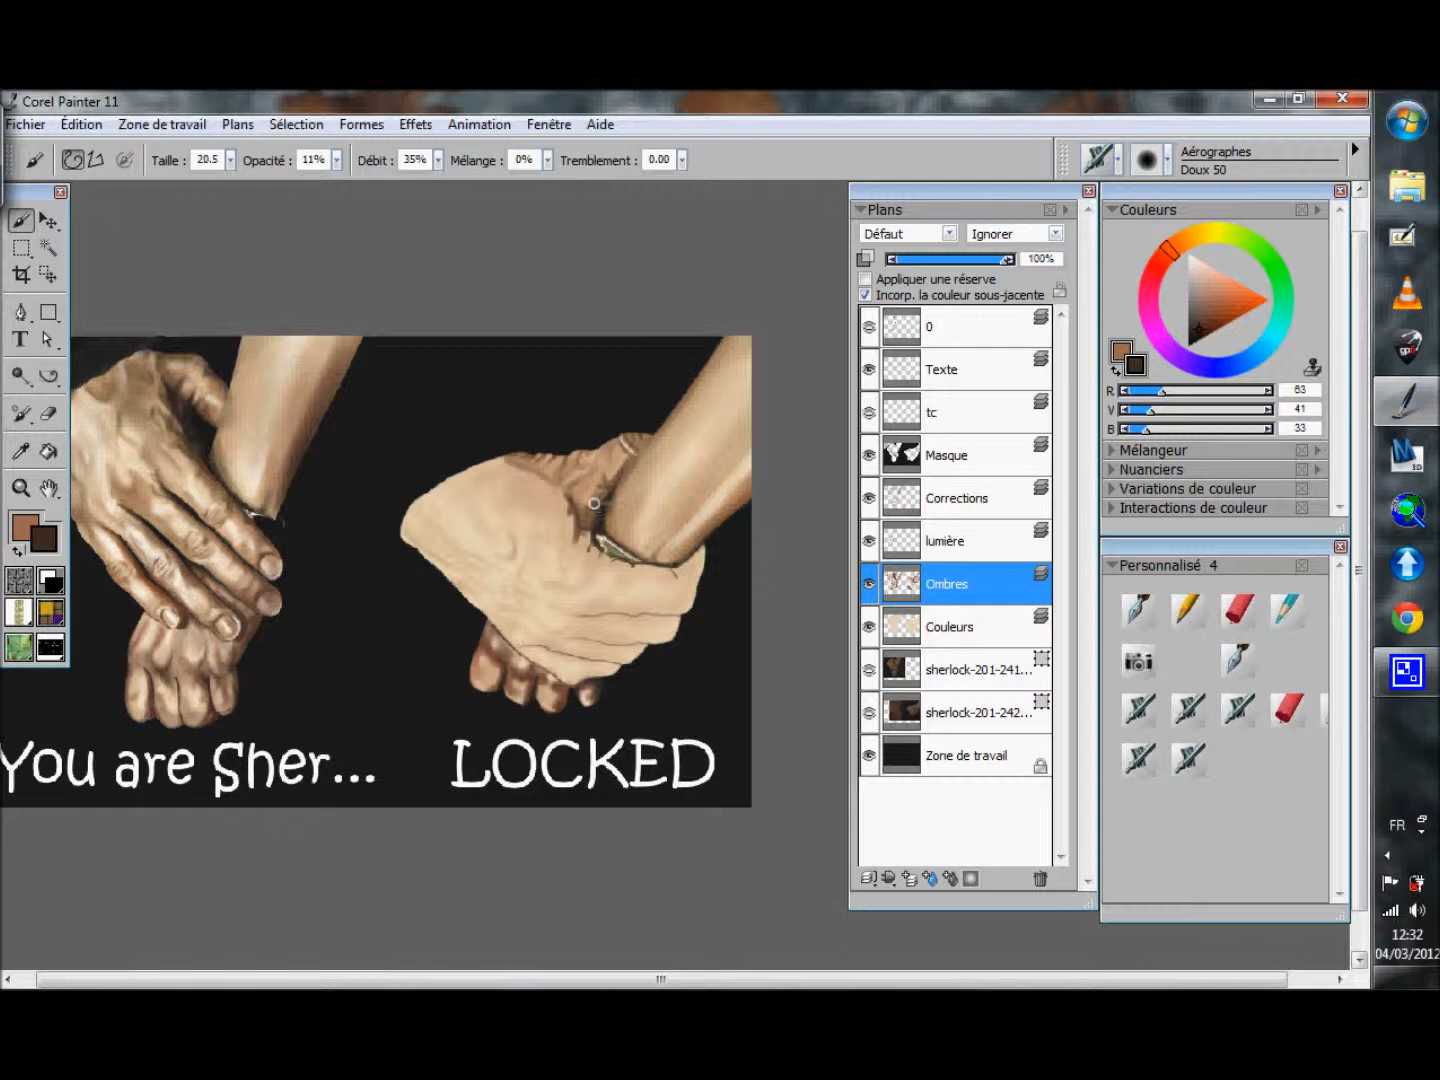 Corel Painter 11
Fichier Édition Zone de travail Plans Sélection Formes Effets Animation Fenêtre Aide
Taille : 20.5 Opacité : 11% Débit : 35% Mélange : 0% Tremblement : 0.00
Aérographes
Doux 50
Plans
Défaut Ignorer
100%
Appliquer une réserve
Incorp. la couleur sous-jacente
0
Texte
tc
Masque
Corrections
lumière
Ombres
Couleurs
sherlock-201-241...
sherlock-201-242...
Zone de travail
Couleurs
R 63
V 41
B 33
Mélangeur
Nuanciers
Variations de couleur
Interactions de couleur
Personnalisé 4
You are Sher... LOCKED
FR
12:32
04/03/2012